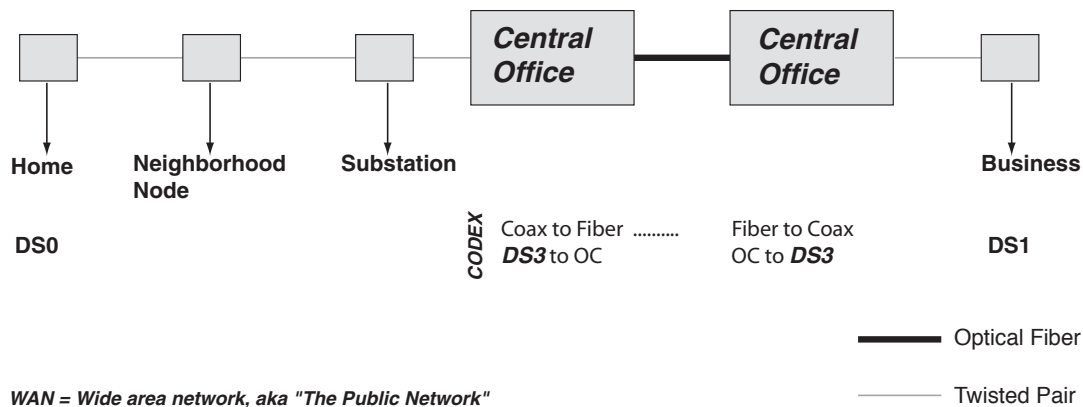 Central
Office
Central
Office
Home
Neighborhood
Node
Substation
Business
DS0
CODEX
Coax to Fiber ..........
DS3 to OC
Fiber to Coax
OC to DS3
DS1
Optical Fiber
Twisted Pair
WAN = Wide area network, aka "The Public Network"